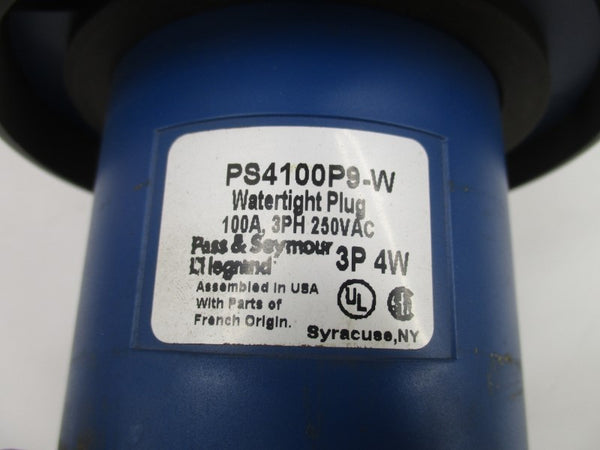 PS4100P9-W
Watertight Plug
100A, 3PH 250VAC
Pass & Seymour
legrand
3P 4W
Assembled in USA
With Parts of
French Origin.
UL
Syracuse,NY